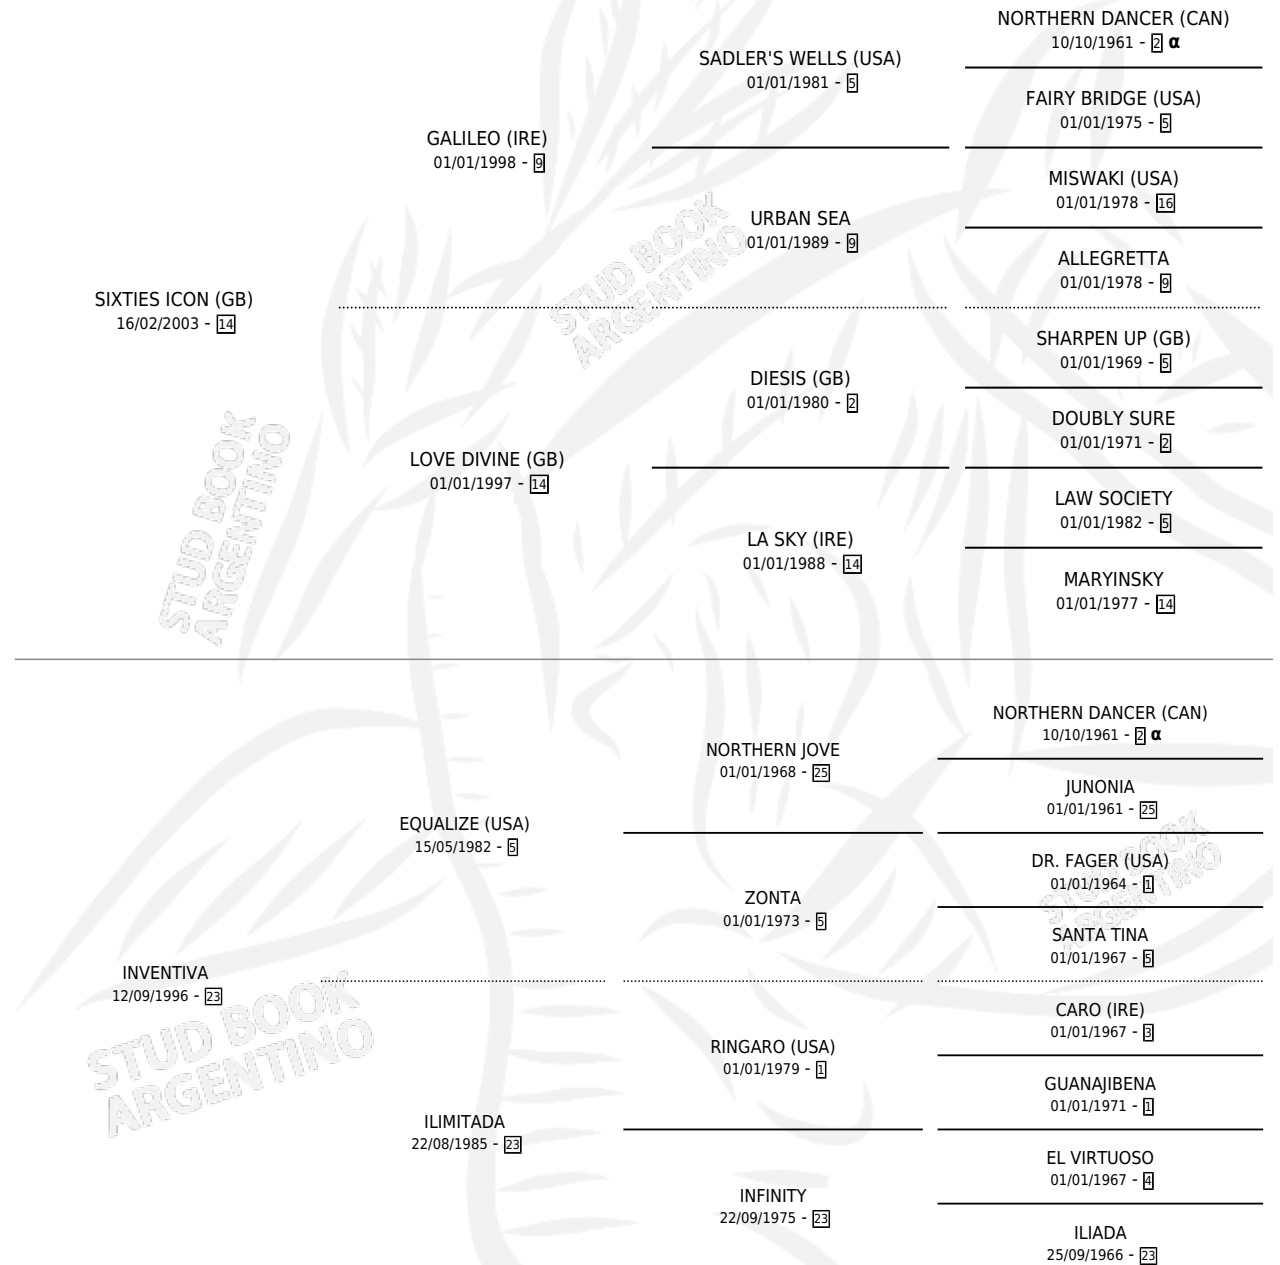 NORTHERN DANCER (CAN)
10/10/1961 - 2 α
SADLER'S WELLS (USA)
01/01/1981 - 5
FAIRY BRIDGE (USA)
01/01/1975 - 5
GALILEO (IRE)
01/01/1998 - 9
MISWAKI (USA)
01/01/1978 - 16
URBAN SEA
01/01/1989 - 9
ALLEGRETTA
01/01/1978 - 9
SIXTIES ICON (GB)
16/02/2003 - 14
STUD BOOK
ARGENTINO
SHARPEN UP (GB)
01/01/1969 - 5
DIESIS (GB)
01/01/1980 - 2
DOUBLY SURE
01/01/1971 - 2
LOVE DIVINE (GB)
01/01/1997 - 14
LAW SOCIETY
01/01/1982 - 5
LA SKY (IRE)
01/01/1988 - 14
MARYINSKY
01/01/1977 - 14
STUD BOOK
ARGENTINO
NORTHERN DANCER (CAN)
10/10/1961 - 2 α
NORTHERN JOVE
01/01/1968 - 25
JUNONIA
01/01/1961 - 25
EQUALIZE (USA)
15/05/1982 - 5
DR. FAGER (USA)
01/01/1964 - 1
ZONTA
01/01/1973 - 5
SANTA TINA
01/01/1967 - 5
STUD BOOK
ARGENTINO
INVENTIVA
12/09/1996 - 23
CARO (IRE)
01/01/1967 - 3
RINGARO (USA)
01/01/1979 - 1
GUANAJIBENA
01/01/1971 - 1
ILIMITADA
22/08/1985 - 23
EL VIRTUOSO
01/01/1967 - 4
INFINITY
22/09/1975 - 23
ILIADA
25/09/1966 - 23
STUD BOOK
ARGENTINO